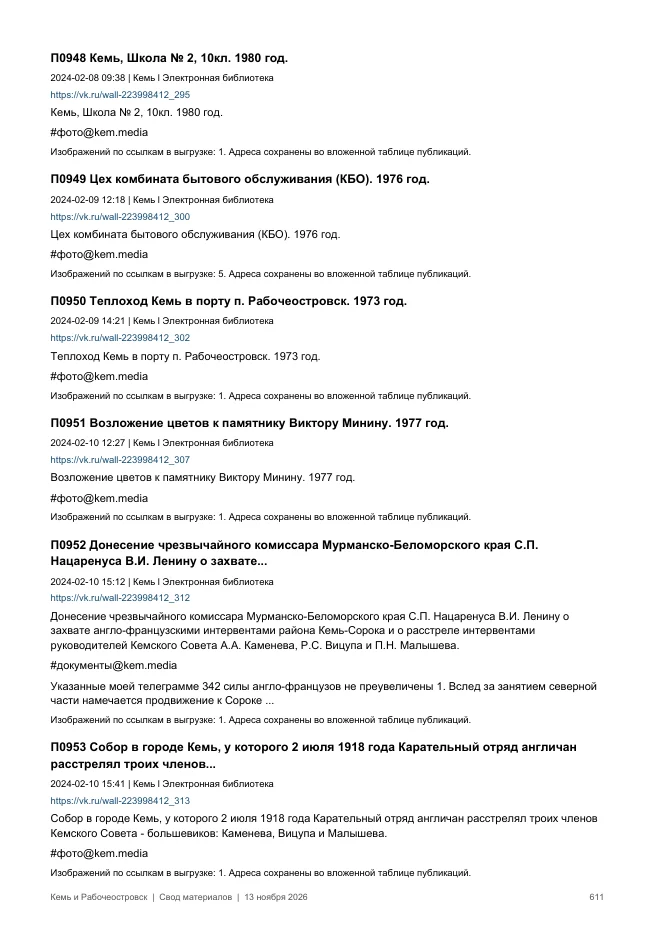 П0948 Кемь, Школа № 2, 10кл. 1980 год.
2024-02-08 09:38 | Кемь I Электронная библиотека
https://vk.ru/wall-223998412_295
Кемь, Школа № 2, 10кл. 1980 год.
#фото@kem.media
Изображений по ссылкам в выгрузке: 1. Адреса сохранены во вложенной таблице публикаций.
П0949 Цех комбината бытового обслуживания (КБО). 1976 год.
2024-02-09 12:18 | Кемь I Электронная библиотека
https://vk.ru/wall-223998412_300
Цех комбината бытового обслуживания (КБО). 1976 год.
#фото@kem.media
Изображений по ссылкам в выгрузке: 5. Адреса сохранены во вложенной таблице публикаций.
П0950 Теплоход Кемь в порту п. Рабочеостровск. 1973 год.
2024-02-09 14:21 | Кемь I Электронная библиотека
https://vk.ru/wall-223998412_302
Теплоход Кемь в порту п. Рабочеостровск. 1973 год.
#фото@kem.media
Изображений по ссылкам в выгрузке: 1. Адреса сохранены во вложенной таблице публикаций.
П0951 Возложение цветов к памятнику Виктору Минину. 1977 год.
2024-02-10 12:27 | Кемь I Электронная библиотека
https://vk.ru/wall-223998412_307
Возложение цветов к памятнику Виктору Минину. 1977 год.
#фото@kem.media
Изображений по ссылкам в выгрузке: 1. Адреса сохранены во вложенной таблице публикаций.
П0952 Донесение чрезвычайного комиссара Мурманско-Беломорского края С.П.
Нацаренуса В.И. Ленину о захвате...
2024-02-10 15:12 | Кемь I Электронная библиотека
https://vk.ru/wall-223998412_312
Донесение чрезвычайного комиссара Мурманско-Беломорского края С.П. Нацаренуса В.И. Ленину о
захвате англо-французскими интервентами района Кемь-Сорока и о расстреле интервентами
руководителей Кемского Совета А.А. Каменева, Р.С. Вицупа и П.Н. Малышева.
#документы@kem.media
Указанные моей телеграмме 342 силы англо-французов не преувеличены 1. Вслед за занятием северной
части намечается продвижение к Сороке ...
Изображений по ссылкам в выгрузке: 1. Адреса сохранены во вложенной таблице публикаций.
П0953 Собор в городе Кемь, у которого 2 июля 1918 года Карательный отряд англичан
расстрелял троих членов...
2024-02-10 15:41 | Кемь I Электронная библиотека
https://vk.ru/wall-223998412_313
Собор в городе Кемь, у которого 2 июля 1918 года Карательный отряд англичан расстрелял троих членов
Кемского Совета - большевиков: Каменева, Вицупа и Малышева.
#фото@kem.media
Изображений по ссылкам в выгрузке: 1. Адреса сохранены во вложенной таблице публикаций.
Кемь и Рабочеостровск | Свод материалов | 13 ноября 2026 611